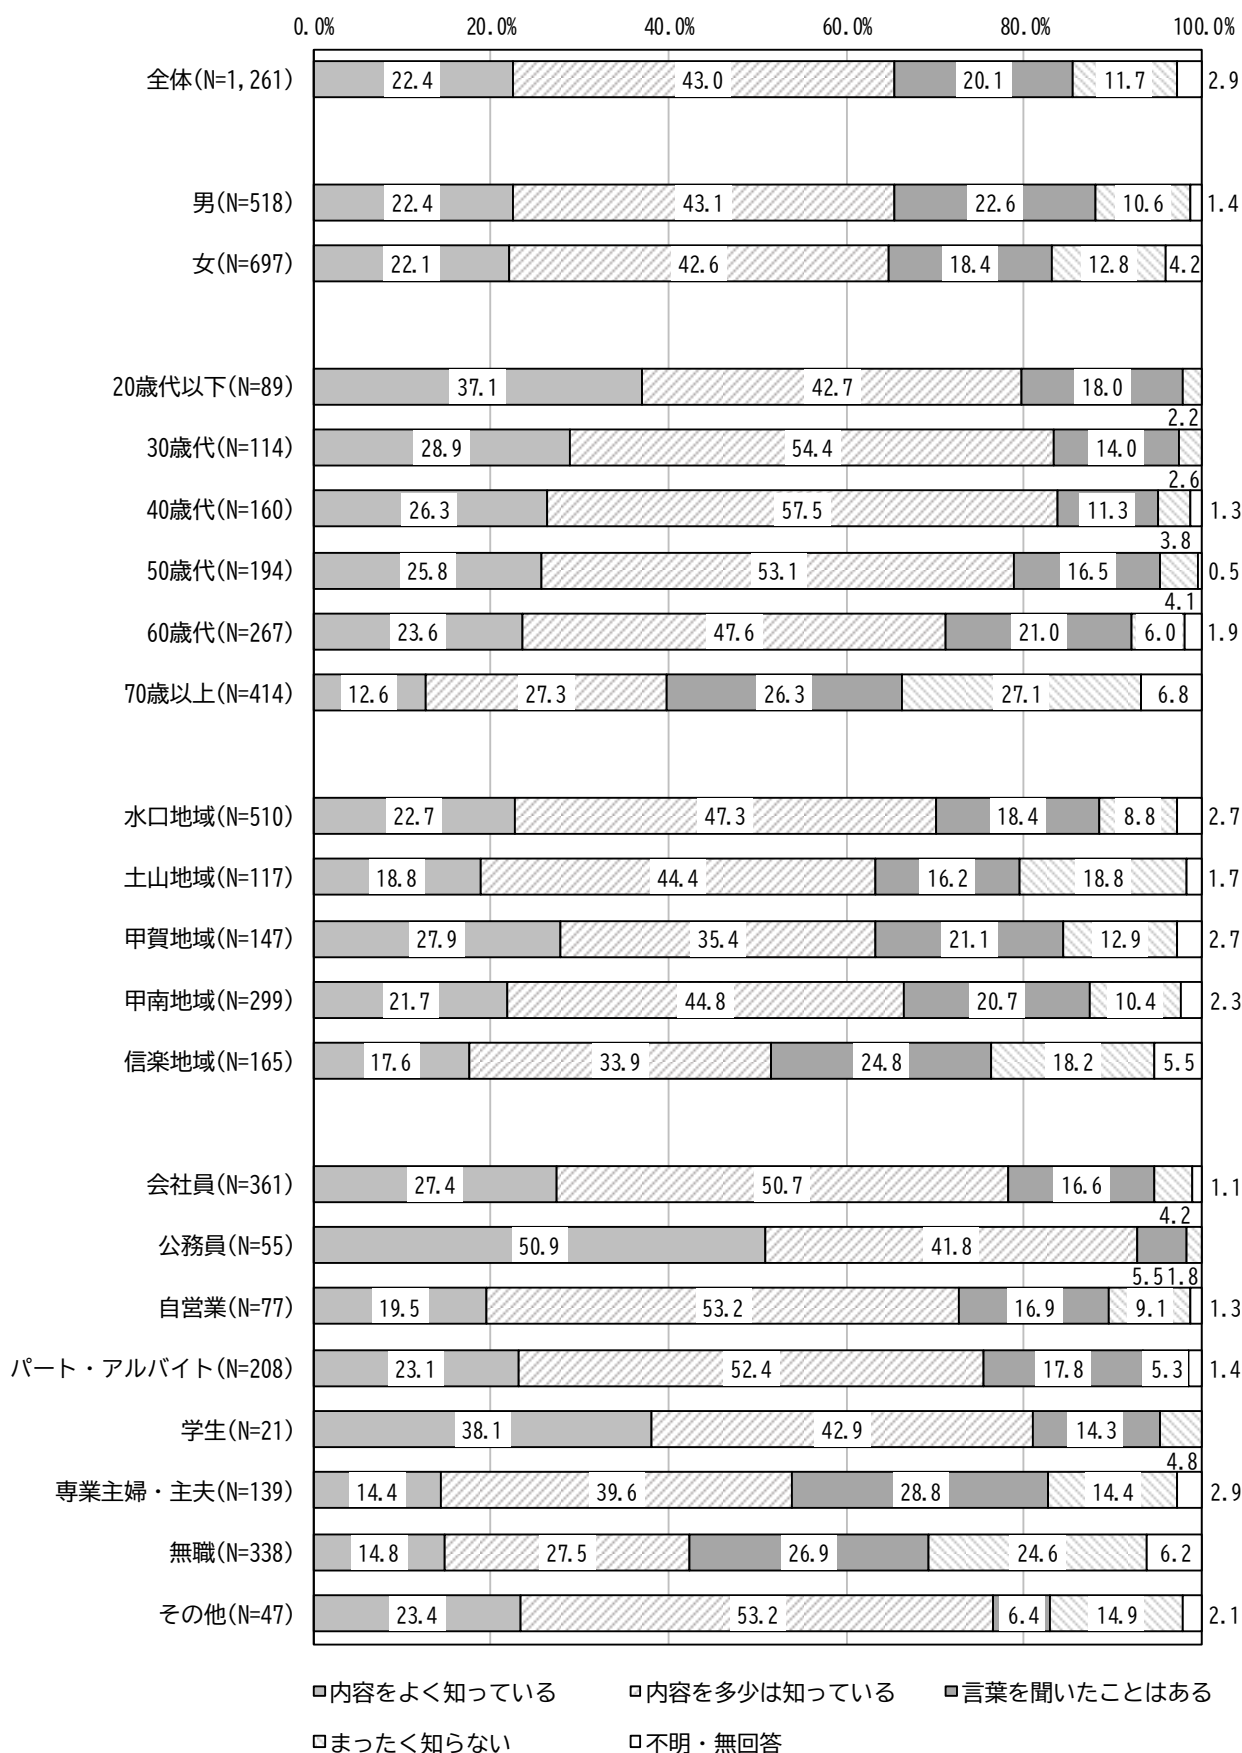 0.0% 20.0% 40.0% 60.0% 80.0% 100.0%
全体(N=1,261) 22.4 43.0 20.1 11.7 2.9
男(N=518) 22.4 43.1 22.6 10.6 1.4
女(N=697) 22.1 42.6 18.4 12.8 4.2
20歳代以下(N=89) 37.1 42.7 18.0
2.2
30歳代(N=114) 28.9 54.4 14.0
2.6
40歳代(N=160) 26.3 57.5 11.3 1.3
3.8
50歳代(N=194) 25.8 53.1 16.5 0.5
4.1
60歳代(N=267) 23.6 47.6 21.0 6.0 1.9
70歳以上(N=414) 12.6 27.3 26.3 27.1 6.8
水口地域(N=510) 22.7 47.3 18.4 8.8 2.7
土山地域(N=117) 18.8 44.4 16.2 18.8 1.7
甲賀地域(N=147) 27.9 35.4 21.1 12.9 2.7
甲南地域(N=299) 21.7 44.8 20.7 10.4 2.3
信楽地域(N=165) 17.6 33.9 24.8 18.2 5.5
会社員(N=361) 27.4 50.7 16.6 1.1
4.2
公務員(N=55) 50.9 41.8
5.5 1.8
自営業(N=77) 19.5 53.2 16.9 9.1 1.3
パート・アルバイト(N=208) 23.1 52.4 17.8 5.3 1.4
学生(N=21) 38.1 42.9 14.3
4.8
専業主婦・主夫(N=139) 14.4 39.6 28.8 14.4 2.9
無職(N=338) 14.8 27.5 26.9 24.6 6.2
その他(N=47) 23.4 53.2 6.4 14.9 2.1
内容をよく知っている 内容を多少は知っている 言葉を聞いたことはある
まったく知らない 不明・無回答